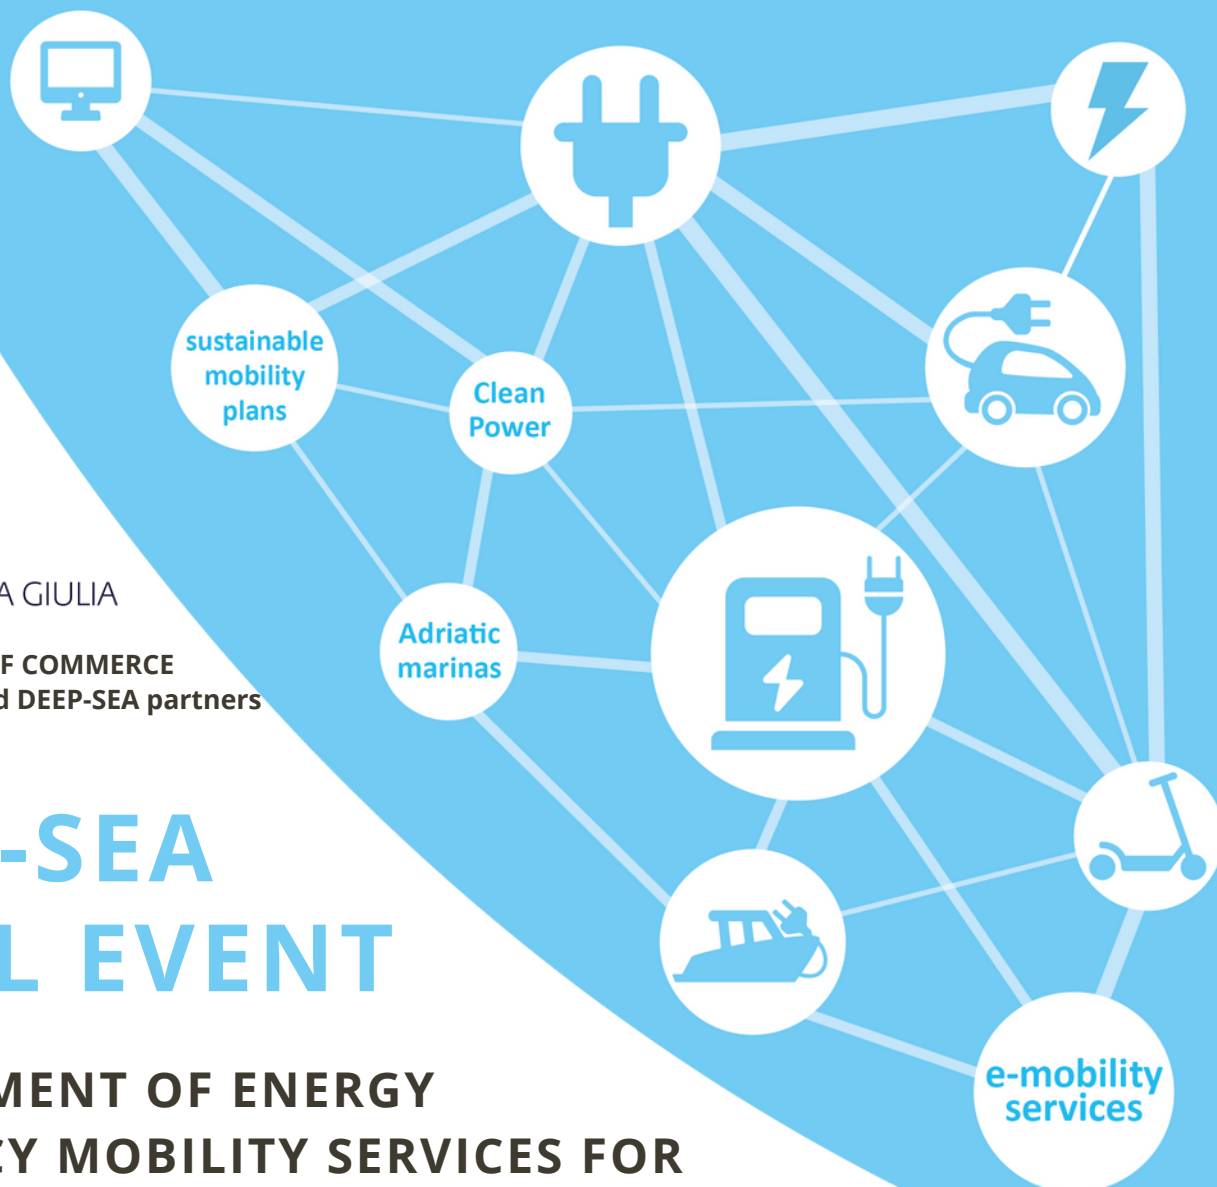 sustainable
mobility
plans
Clean
Power
A GIULIA
Adriatic
marinas
F COMMERCE
d DEEP-SEA partners
-SEA
L EVENT
MENT OF ENERGY
CY MOBILITY SERVICES FOR
e-mobility
services